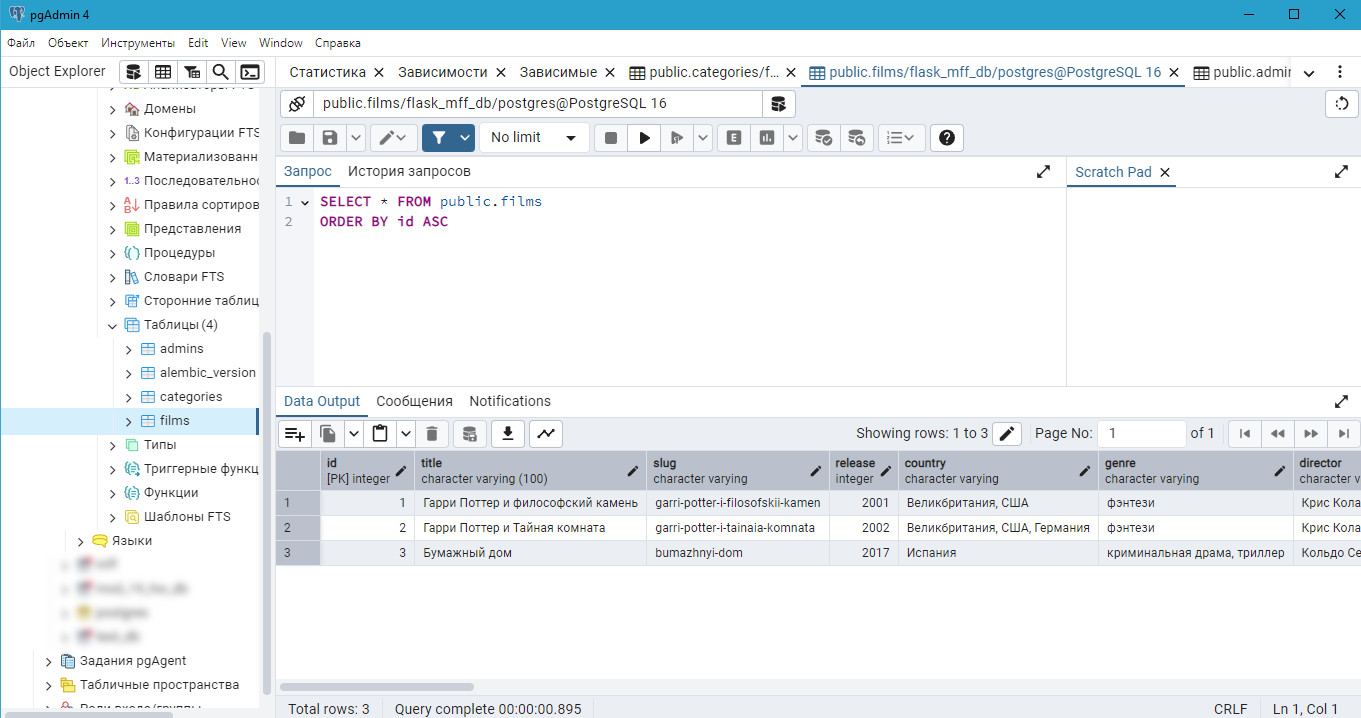 pgAdmin 4
Файл Объект Инструменты Edit View Window Справка
Object Explorer
Статистика Зависимости Зависимые public.categories/f... public.films/flask_mff_db/postgres@PostgreSQL 16 public.admin
public.films/flask_mff_db/postgres@PostgreSQL 16
No limit
E
Запрос История запросов
Scratch Pad
1 SELECT * FROM public.films
2 ORDER BY id ASC
Домены
Конфигурации FTS
Материализованн
1..3 Последовательнос
Правила сортиров
Представления
Процедуры
Словари FTS
Сторонние таблиц
Таблицы (4)
admins
alembic_version
categories
films
Типы
Триггерные функц
Функции
Шаблоны FTS
Языки
Задания pgAgent
Табличные пространства
Data Output Сообщения Notifications
Showing rows: 1 to 3 Page No: 1 of 1
id title slug release country genre director
[PK] integer character varying (100) character varying integer character varying character varying character v
1 1 Гарри Поттер и философский камень garri-potter-i-filosofskii-kamen 2001 Великбритания, США фэнтези Крис Кола
2 2 Гарри Поттер и Тайная комната garri-potter-i-tainaia-komnata 2002 Великбритания, США, Германия фэнтези Крис Кола
3 3 Бумажный дом bumazhnyi-dom 2017 Испания криминальная драма, триллер Кольдо Се
Total rows: 3 Query complete 00:00:00.895 CRLF Ln 1, Col 1